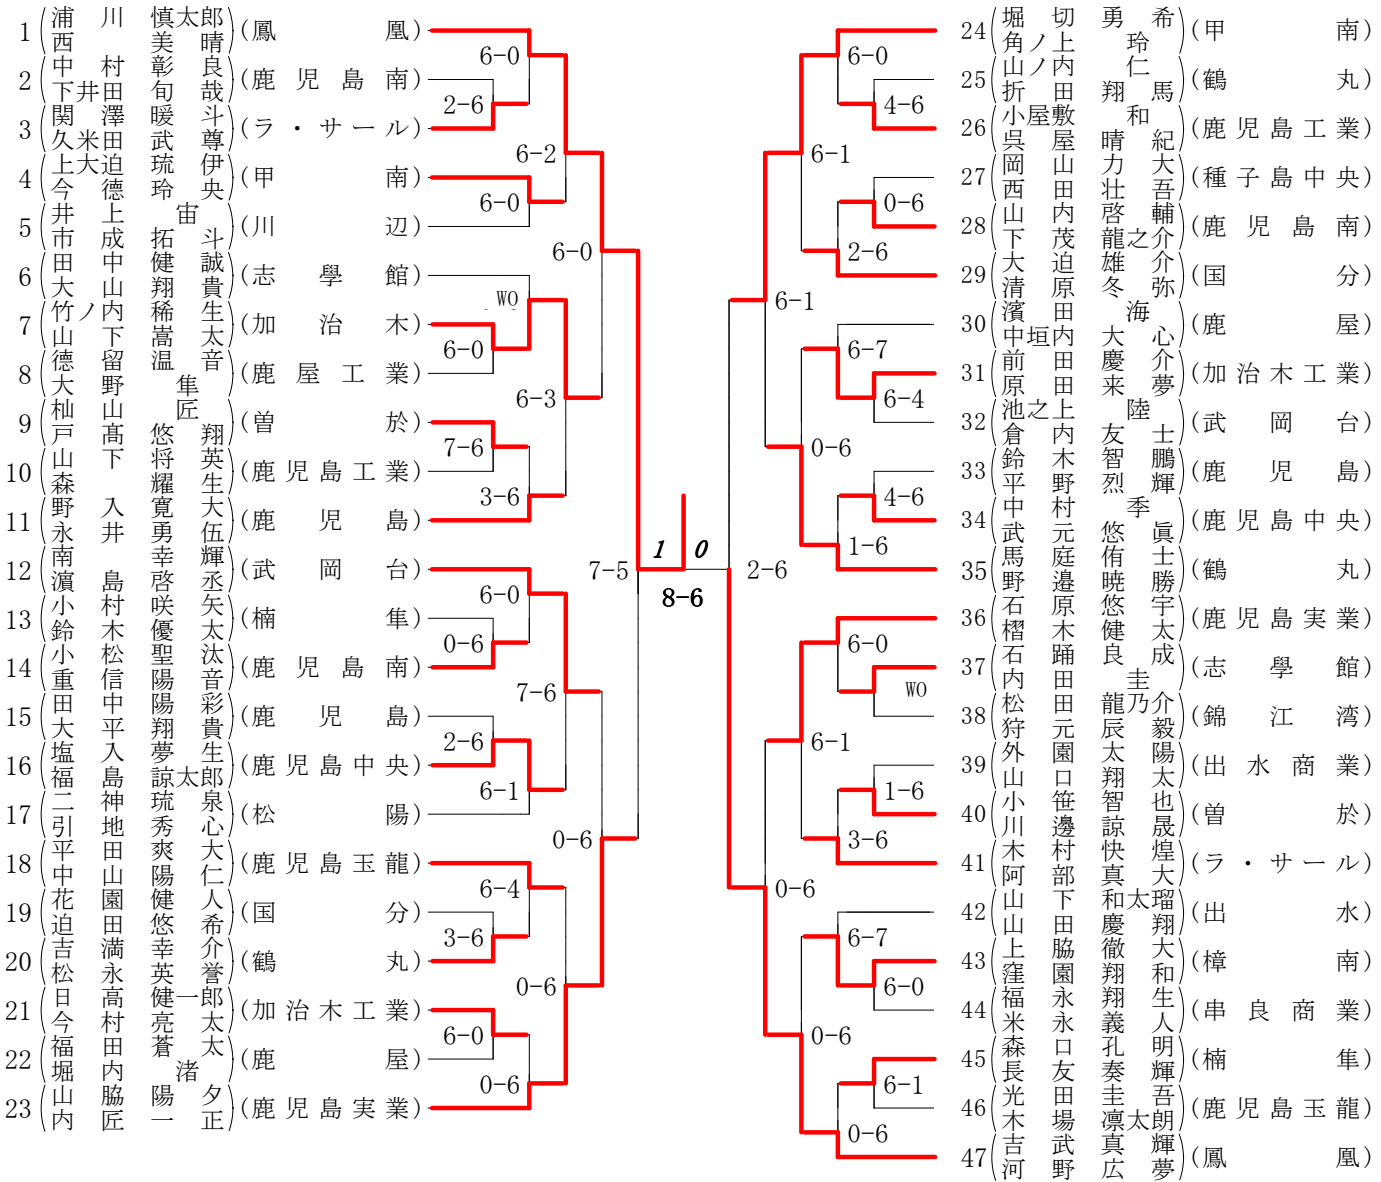 1 浦川 慎太郎 西 美晴 (鳳凰)
2 中村 彰良 下井田 旬哉 (鹿児島南)
3 関澤 暖斗 久米田 武尊 (ラ・サール)
4 上大迫 琉伊 今德 玲央 (甲南)
5 井上 宙 市成 拓斗 (川辺)
6 田中 健誠 大山 翔貴 (志學館)
7 竹ノ内 稀生 山下 嵩太 (加治木)
8 德留 温音 大野 隼 (鹿屋工業)
9 杣山 匠 戸髙 悠翔 (曽於)
10 山下 将英 森 耀生 (鹿児島工業)
11 野入 寛大 永井 勇伍 (鹿児島)
12 南 幸輝 濵島 啓丞 (武岡台)
13 小村 咲矢 鈴木 優太 (楠隼)
14 小松 聖汰 重信 陽音 (鹿児島南)
15 田中 陽彩 大平 翔貴 (鹿児島)
16 塩入 夢生 福島 諒太郎 (鹿児島中央)
17 二神 琉泉 引地 秀心 (松陽)
18 平田 爽大 中山 陽仁 (鹿児島玉龍)
19 花園 健人 迫田 悠希 (国分)
20 吉満 幸介 松永 英誉 (鶴丸)
21 日高 健一郎 今村 亮太 (加治木工業)
22 福田 蒼太 堀内 渚 (鹿屋)
23 山脇 陽夕 内匠 一正 (鹿児島実業)
6-0
2-6
6-2
6-0
6-0
WO
6-0
6-3
7-6
3-6
7-5
6-0
0-6
7-6
2-6
6-1
0-6
6-4
3-6
0-6
6-0
0-6
1 0
8-6
24 堀切 勇希 角ノ上 玲 (甲南)
25 山ノ内 仁 折田 翔馬 (鶴丸)
26 小屋敷 和 呉屋 晴紀 (鹿児島工業)
27 岡山 力大 西田 壮吾 (種子島中央)
28 山内 啓輔 下茂 龍之介 (鹿児島南)
29 大迫 雄介 清原 冬弥 (国分)
30 濱田 海 中垣内 大心 (鹿屋)
31 前田 慶介 原田 来夢 (加治木工業)
32 池之上 陸 倉内 友士 (武岡台)
33 鈴木 智鵬 平野 烈輝 (鹿児島)
34 中村 季 武元 悠眞 (鹿児島中央)
35 馬庭 侑士 野邉 暁勝 (鶴丸)
36 石原 悠宇 槢木 健太 (鹿児島実業)
37 石踊 良成 内田 圭 (志學館)
38 松田 龍乃介 狩元 辰毅 (錦江湾)
39 外園 太陽 山口 翔太 (出水商業)
40 小笹 智也 川邊 諒晟 (曽於)
41 木村 快煌 阿部 真大 (ラ・サール)
42 山下 和太瑠 山田 慶翔 (出水)
43 上脇 徹大 窪園 翔和 (樟南)
44 福永 翔生 米永 義人 (串良商業)
45 森口 孔明 長友 奏輝 (楠隼)
46 光田 圭吾 木場 凛太朗 (鹿児島玉龍)
47 吉武 真輝 河野 広夢 (鳳凰)
6-0
4-6
6-1
0-6
2-6
6-1
6-7
6-4
0-6
4-6
1-6
2-6
6-0
WO
6-1
1-6
3-6
0-6
6-7
6-0
0-6
6-1
0-6